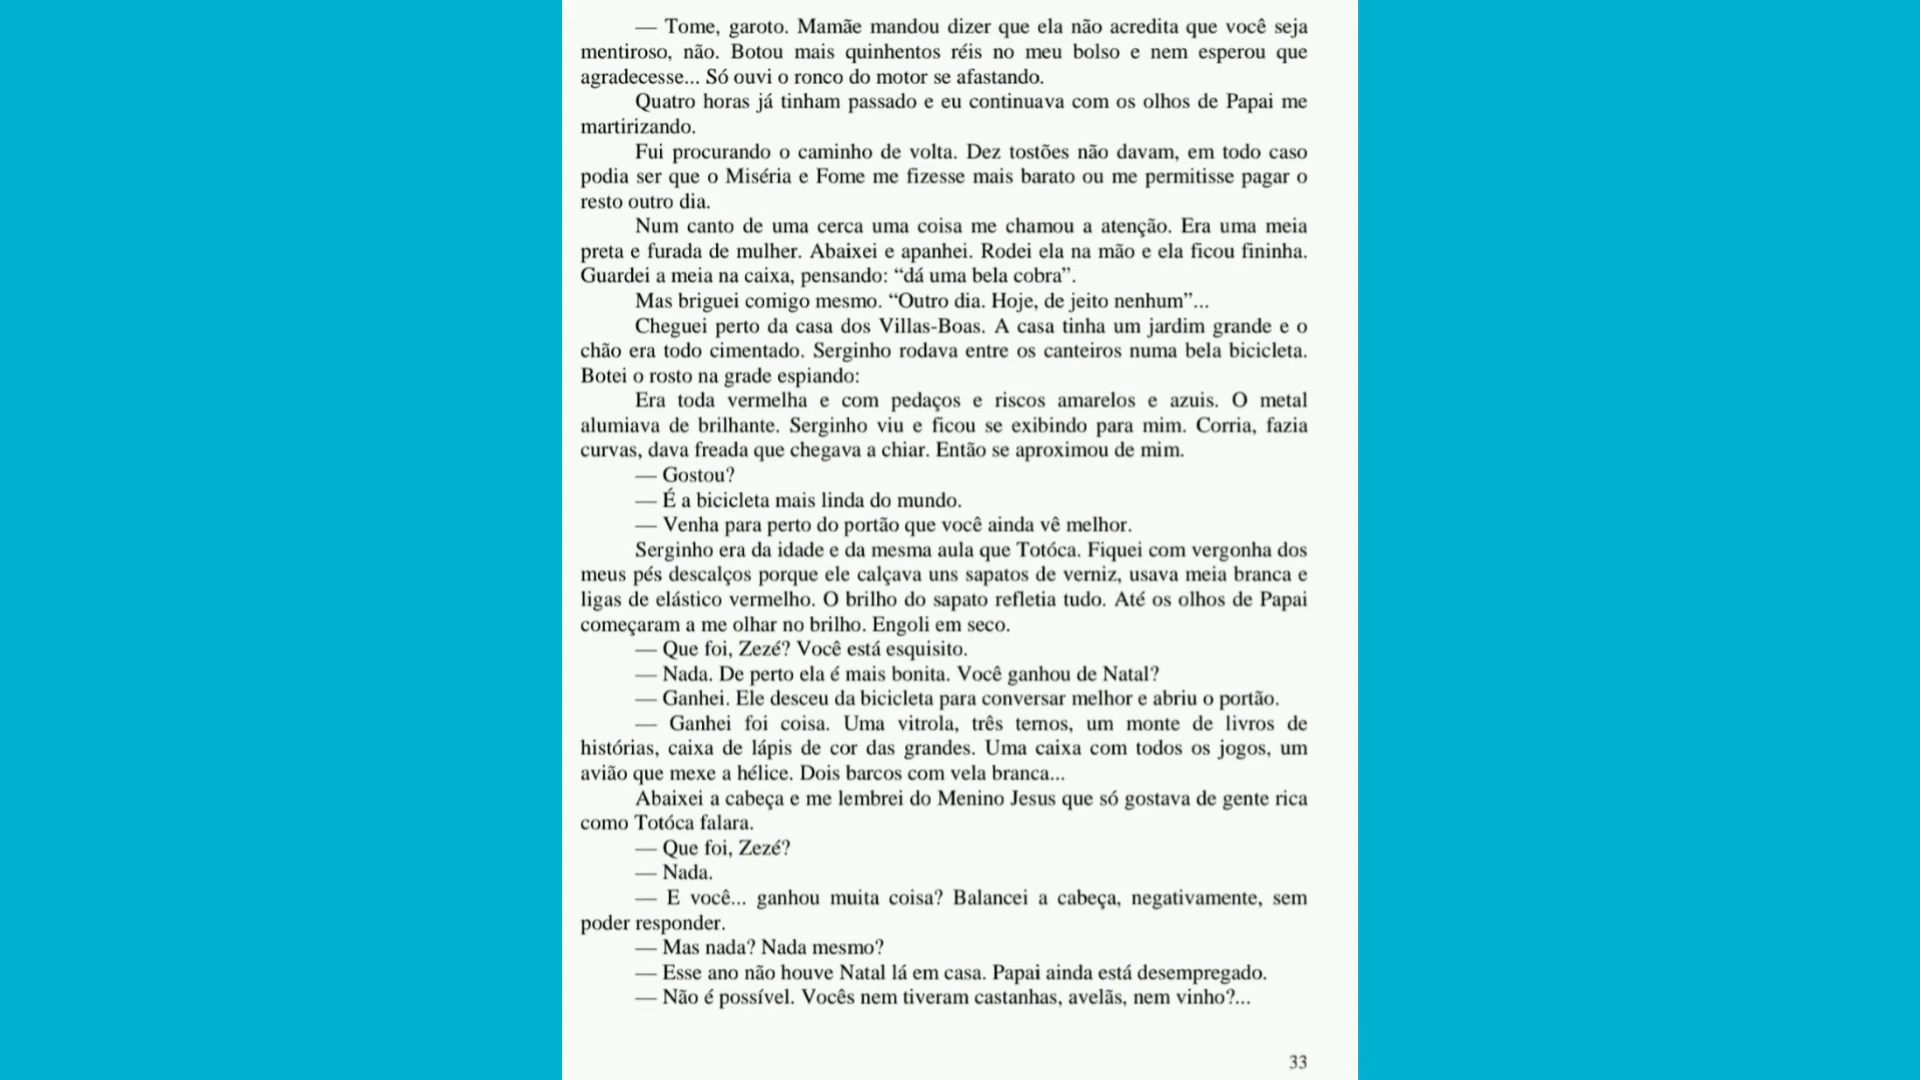 — Tome, garoto. Mamãe mandou dizer que ela não acredita que você seja
mentiroso, não. Botou mais quinhentos réis no meu bolso e nem esperou que
agradecesse... Só ouvi o ronco do motor se afastando.
Quatro horas já tinham passado e eu continuava com os olhos de Papai me
martirizando.
Fui procurando o caminho de volta. Dez tostões não davam, em todo caso
podia ser que o Miséria e Fome me fizesse mais barato ou me permitisse pagar o
resto outro dia.
Num canto de uma cerca uma coisa me chamou a atenção. Era uma meia
preta e furada de mulher. Abaixei e apanhei. Rodei ela na mão e ela ficou fininha.
Guardei a meia na caixa, pensando: “dá uma bela cobra”.
Mas briguei comigo mesmo. “Outro dia. Hoje, de jeito nenhum”...
Cheguei perto da casa dos Villas-Boas. A casa tinha um jardim grande e o
chão era todo cimentado. Serginho rodava entre os canteiros numa bela bicicleta.
Botei o rosto na grade espiando:
Era toda vermelha e com pedaços e riscos amarelos e azuis. O metal
alumiava de brilhante. Serginho viu e ficou se exibindo para mim. Corria, fazia
curvas, dava freada que chegava a chiar. Então se aproximou de mim.
— Gostou?
— É a bicicleta mais linda do mundo.
— Venha para perto do portão que você ainda vê melhor.
Serginho era da idade e da mesma aula que Totóca. Fiquei com vergonha dos
meus pés descalços porque ele calçava uns sapatos de verniz, usava meia branca e
ligas de elástico vermelho. O brilho do sapato refletia tudo. Até os olhos de Papai
começaram a me olhar no brilho. Engoli em seco.
— Que foi, Zezé? Você está esquisito.
— Nada. De perto ela é mais bonita. Você ganhou de Natal?
— Ganhei. Ele desceu da bicicleta para conversar melhor e abriu o portão.
— Ganhei foi coisa. Uma vitrola, três ternos, um monte de livros de
histórias, caixa de lápis de cor das grandes. Uma caixa com todos os jogos, um
avião que mexe a hélice. Dois barcos com vela branca...
Abaixei a cabeça e me lembrei do Menino Jesus que só gostava de gente rica
como Totóca falara.
— Que foi, Zezé?
— Nada.
— E você... ganhou muita coisa? Balancei a cabeça, negativamente, sem
poder responder.
— Mas nada? Nada mesmo?
— Esse ano não houve Natal lá em casa. Papai ainda está desempregado.
— Não é possível. Vocês nem tiveram castanhas, avelãs, nem vinho?...
33